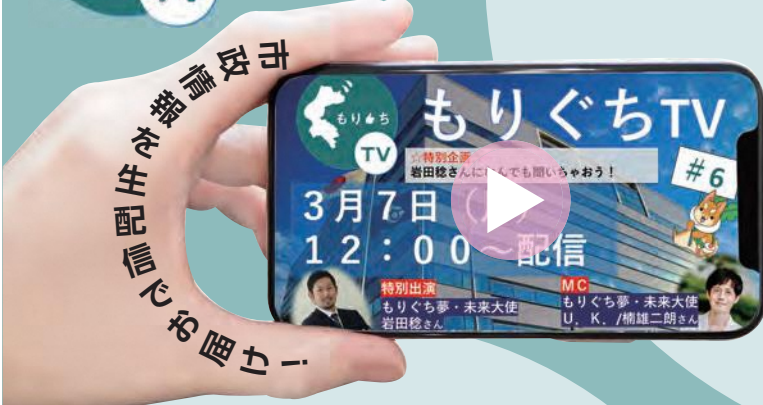 市政情報を生配信でお届け!
もりぐち
TV
もりぐちTV
☆特別企画☆
岩田稔さんになんでも聞いちゃおう!
#6
3月7日
12:00~配信
特別出演
もりぐち夢・未来大使
岩田稔さん
MC
もりぐち夢・未来大使
U.K./楠雄二朗さん